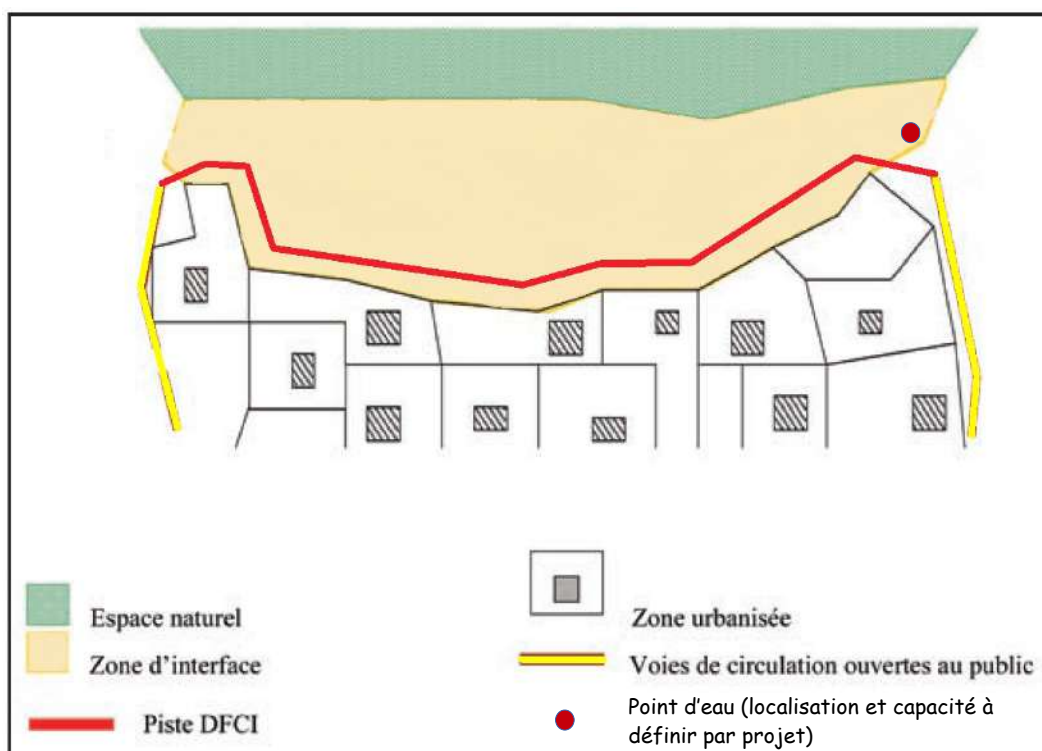 Espace naturel
Zone d'interface
Piste DFCI
Zone urbanisée
Voies de circulation ouvertes au public
Point d'eau (localisation et capacité à
définir par projet)